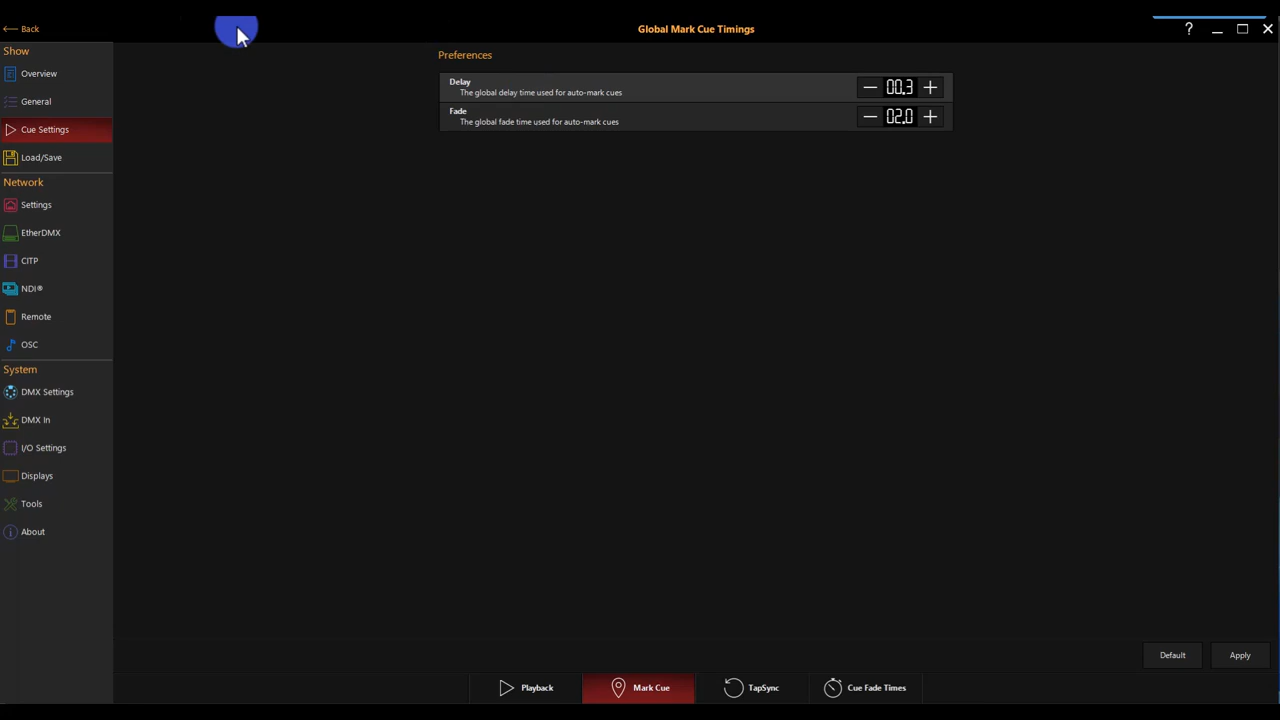 Back
Global Mark Cue Timings
?
Show
Overview
General
Cue Settings
Load/Save
Network
Settings
EtherDMX
CITP
NDI®
Remote
OSC
System
DMX Settings
DMX In
I/O Settings
Displays
Tools
About
Preferences
Delay
The global delay time used for auto-mark cues
00.3
Fade
The global fade time used for auto-mark cues
02.0
Default
Apply
Playback
Mark Cue
TapSync
Cue Fade Times